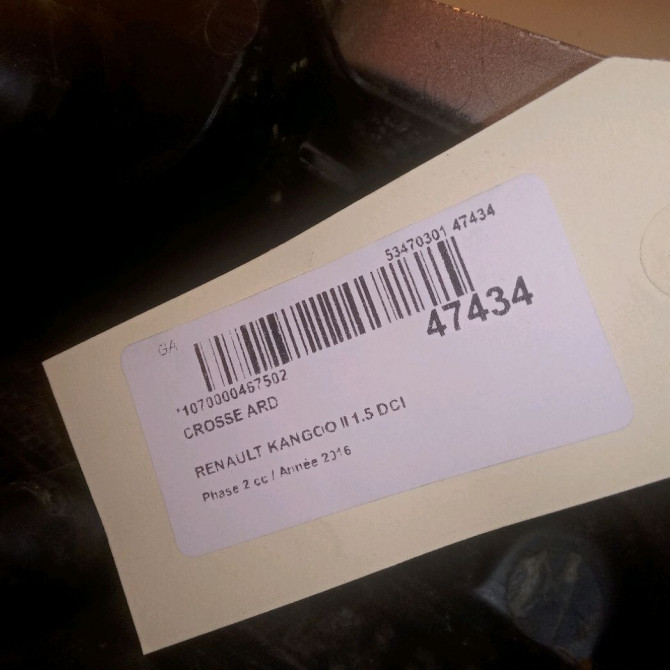 53470301 47434
GA
47434
*1070000467502
CROSSE ARD
RENAULT KANGOO II 1.5 DCI
Phase 2 cc / Année 2016